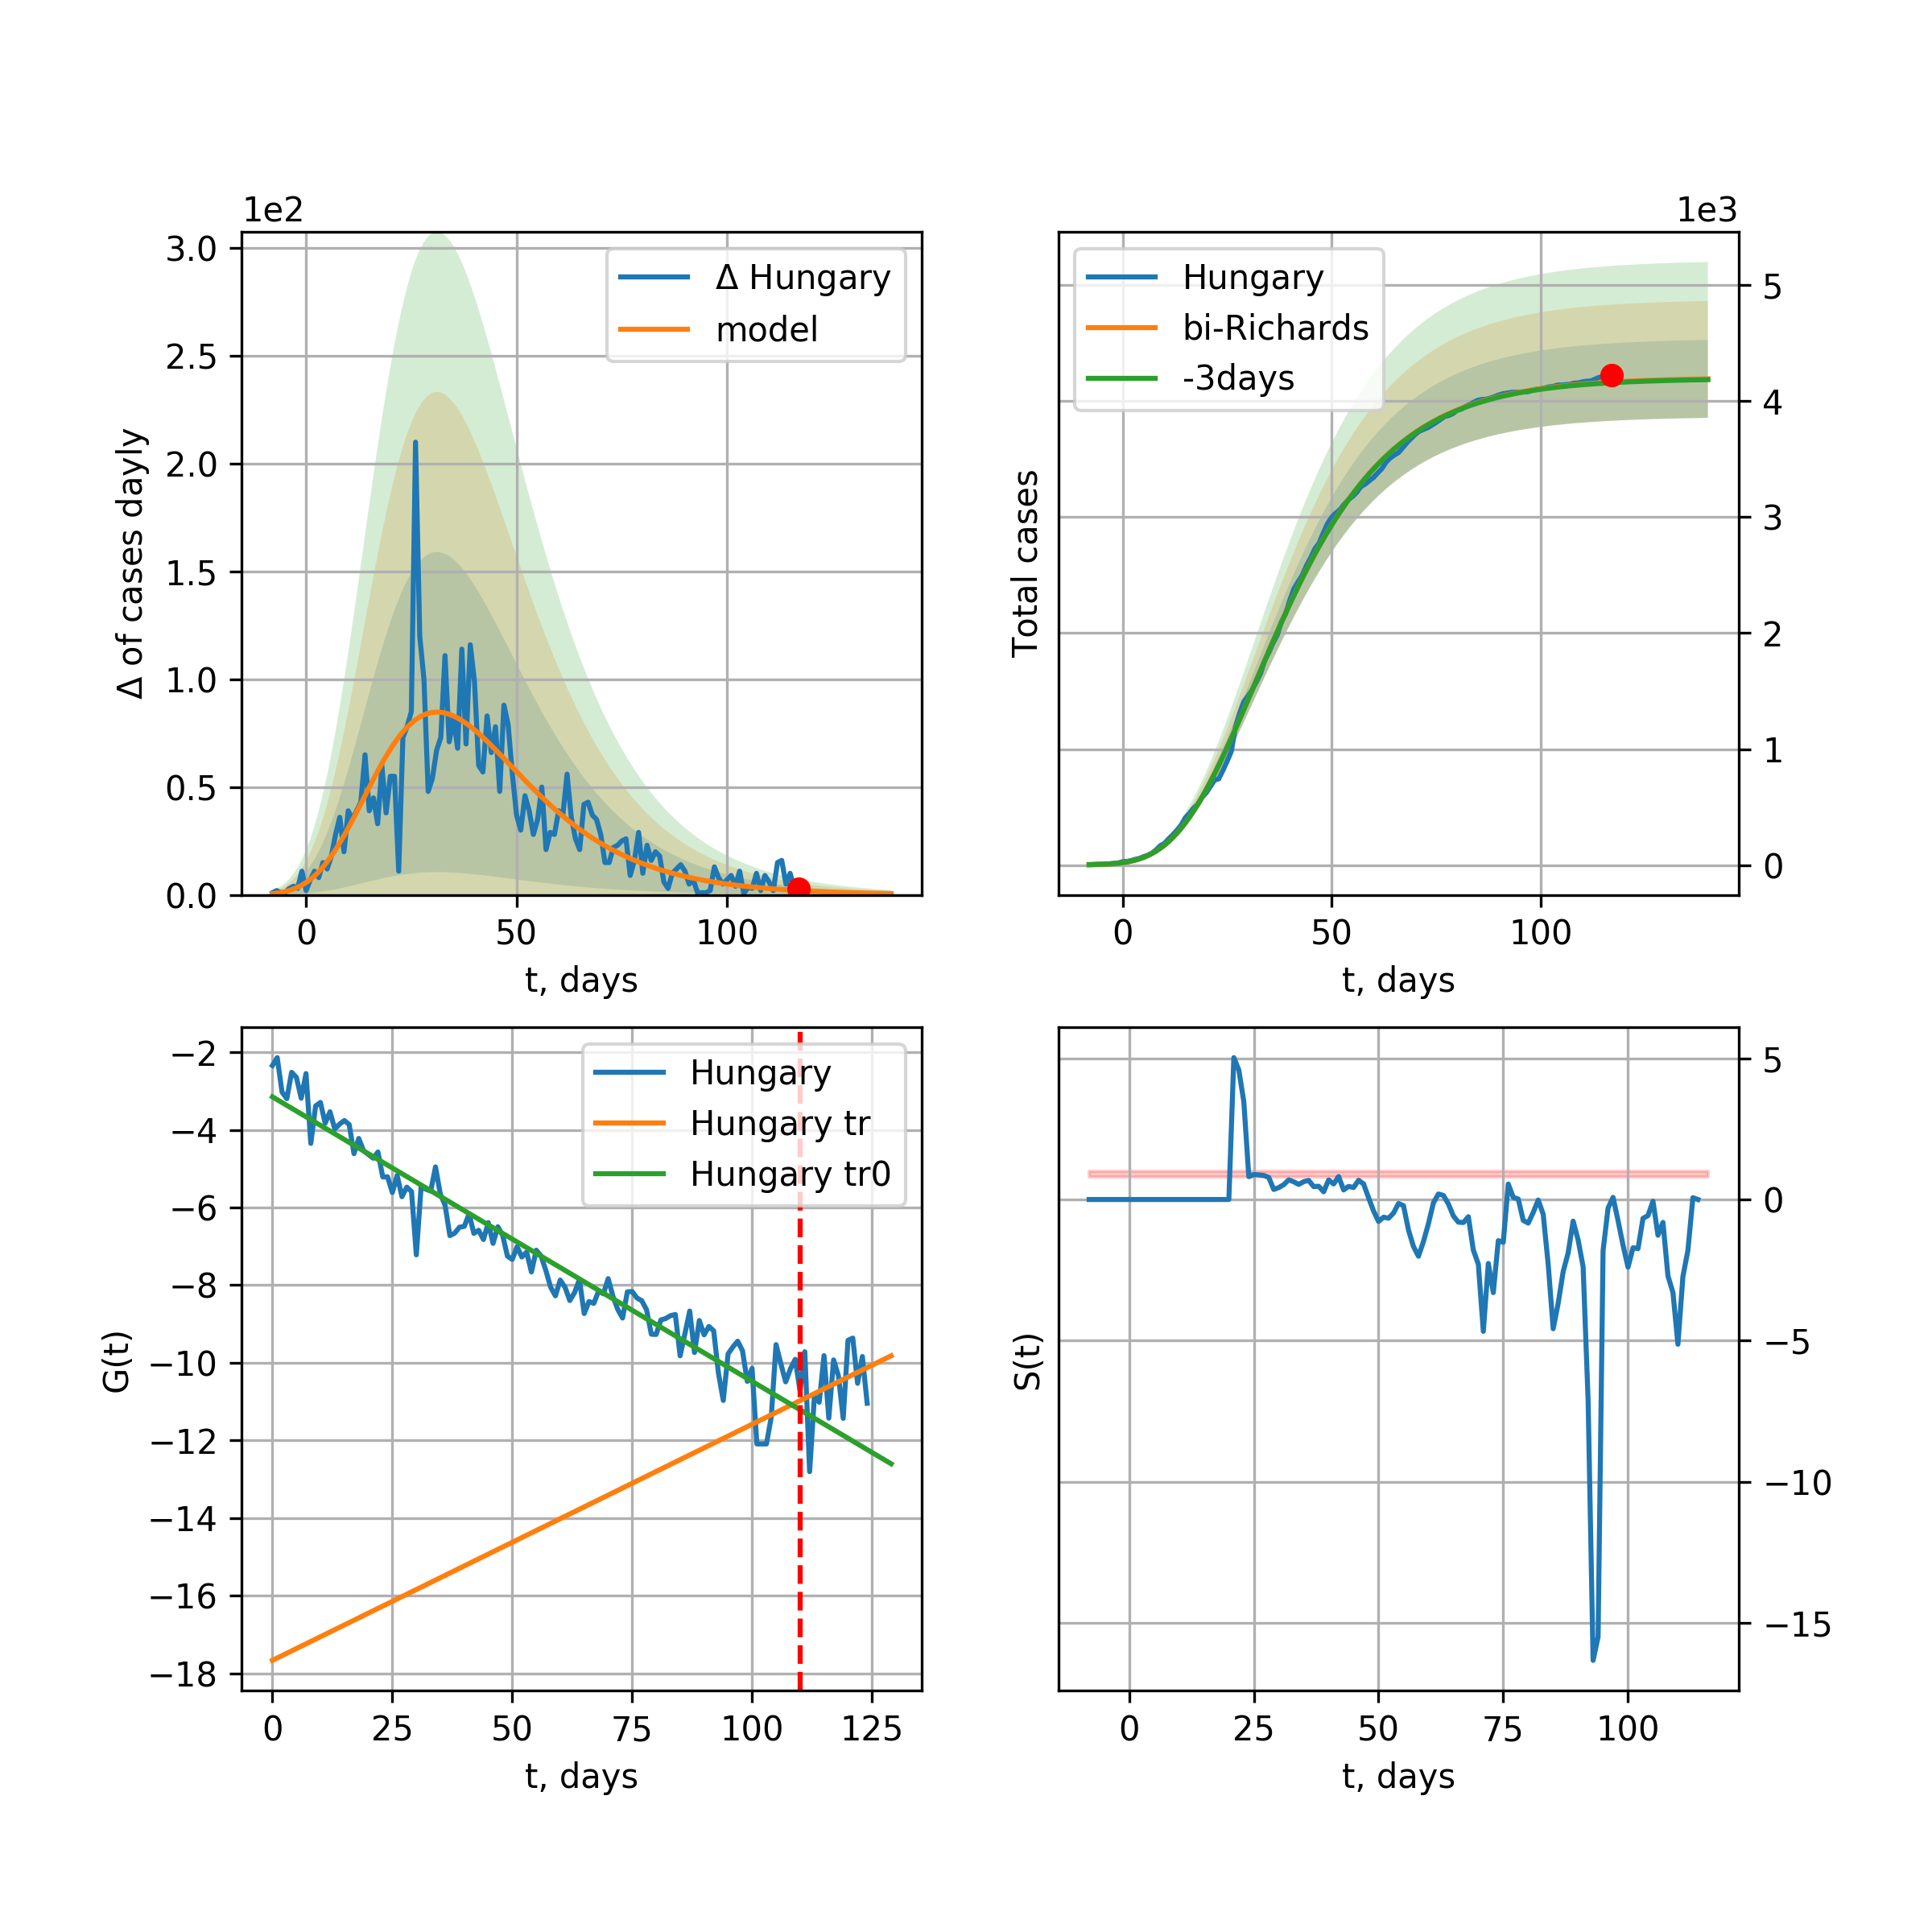 1e2
3.0
2.5
2.0
1.5
1.0
0.5
0.0
Δ of cases dayly
Δ Hungary
model
0 50 100
t, days
1e3
Hungary
bi-Richards
-3days
5
4
3
2
1
0
Total cases
0 50 100
t, days
−2
−4
−6
−8
−10
−12
−14
−16
−18
G(t)
Hungary
Hungary tr
Hungary tr0
0 25 50 75 100 125
t, days
5
0
−5
−10
−15
S(t)
0 25 50 75 100
t, days